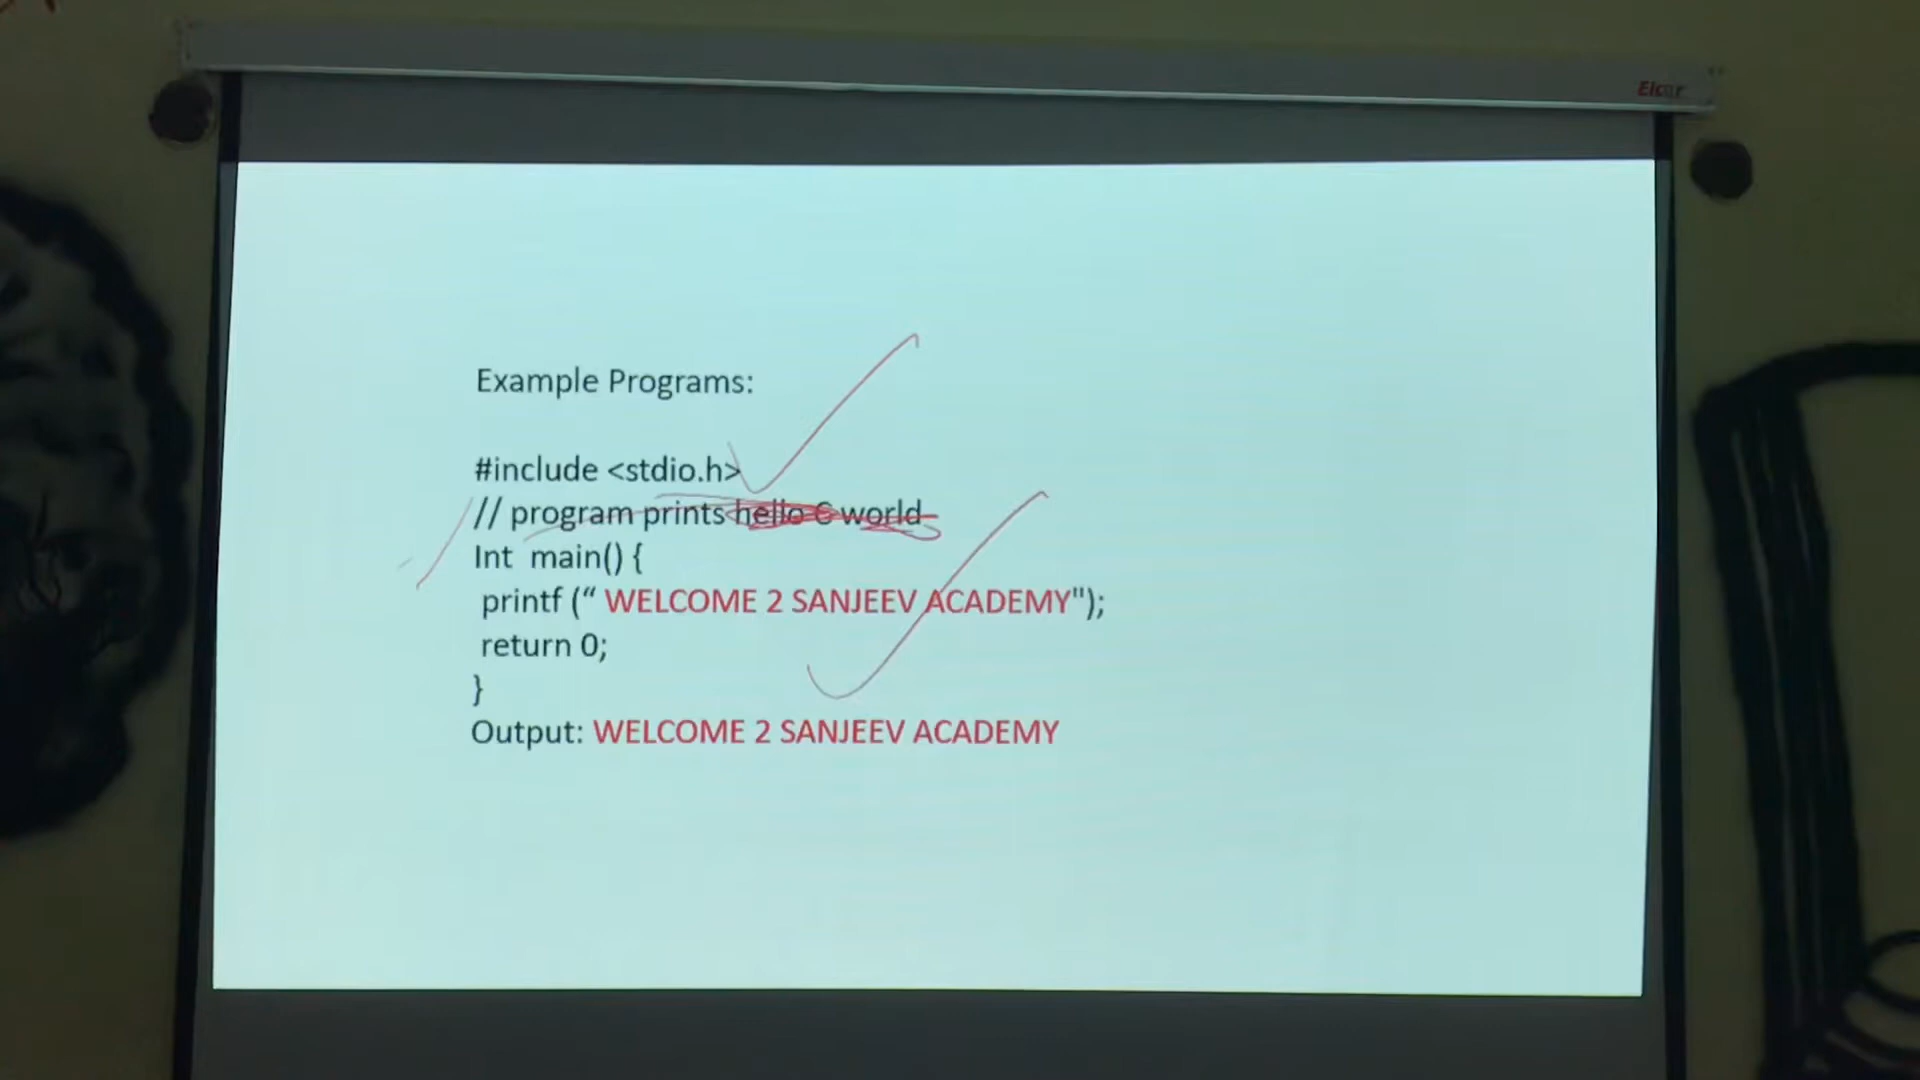 Eicar
Example Programs:
#include <stdio.h>
// program prints hello C world
Int main() {
printf (“ WELCOME 2 SANJEEV ACADEMY");
return 0;
}
Output: WELCOME 2 SANJEEV ACADEMY